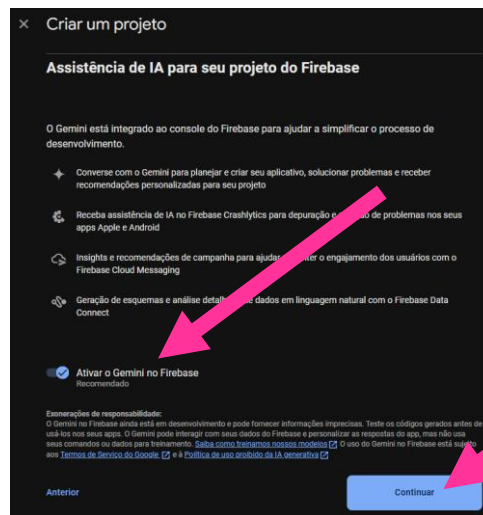 Criar um projeto
Assistência de IA para seu projeto do Firebase
O Gemini está integrado ao console do Firebase para ajudar a simplificar o processo de
desenvolvimento.
Converse com o Gemini para planejar e criar seu aplicativo, solucionar problemas e receber
recomendações personalizadas para seu projeto
Receba assistência de IA no Firebase Crashlytics para depuração e de problemas nos seus
apps Apple e Android
Insights e recomendações de campanha para ajudar o engajamento dos usuários com o
Firebase Cloud Messaging
Geração de esquemas e análise de dados em linguagem natural com o Firebase Data
Connect
Ativar o Gemini no Firebase
Recomendado
Exonerações de responsabilidade:
O Gemini no Firebase ainda está em desenvolvimento e pode fornecer informações imprecisas. Teste os códigos gerados antes de
usá-los nos seus apps. O Gemini pode interagir com seus dados do Firebase e personalizar as respostas do app, mas não usa
seus comandos ou dados para treinamento. Saiba como treinamos nossos modelos O uso do Gemini no Firebase está sujeito
aos Termos de Serviço do Google e à Política de uso proibido da IA generativa
Anterior
Continuar